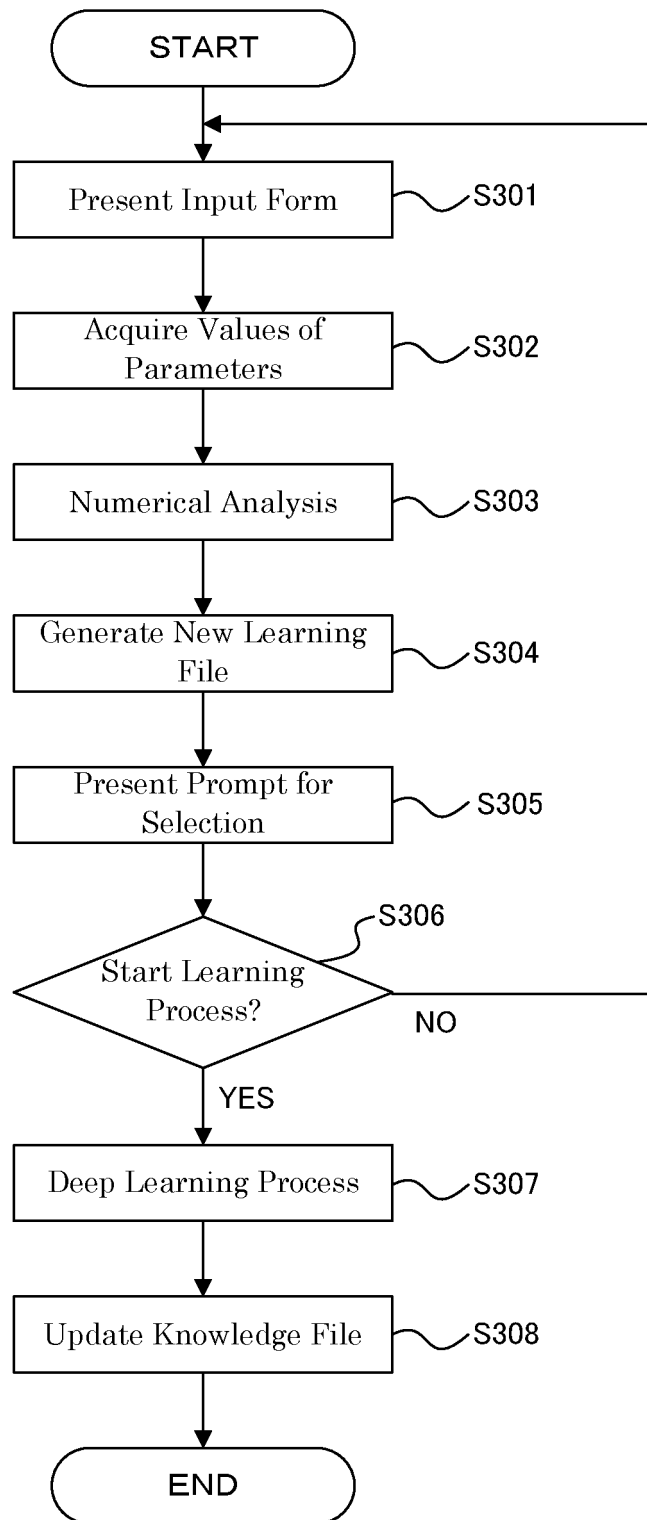 START
Present Input Form
S301
Acquire Values of
Parameters
S302
Numerical Analysis
S303
Generate New Learning
File
S304
Present Prompt for
Selection
S305
S306
Start Learning
Process?
NO
YES
Deep Learning Process
S307
Update Knowledge File
S308
END